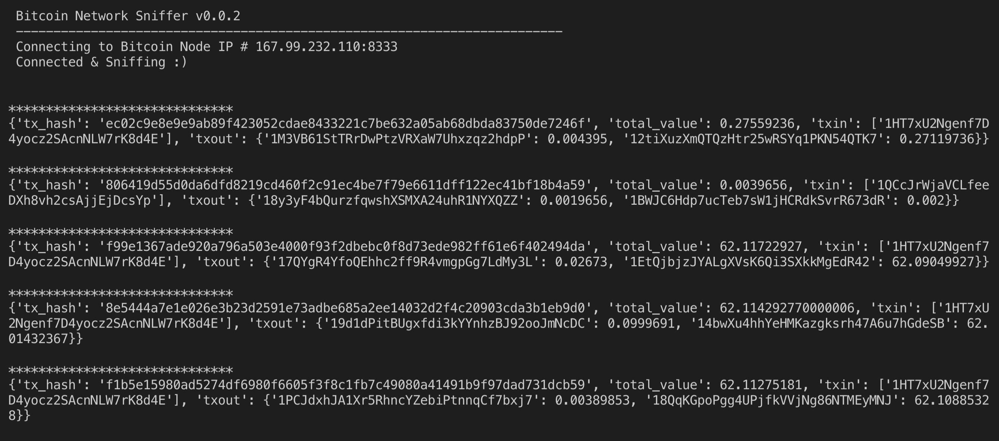 Bitcoin Network Sniffer v0.0.2
-------------------------------------------------------------------------
Connecting to Bitcoin Node IP # 167.99.232.110:8333
Connected & Sniffing :)
******************************
{'tx_hash': 'ec02c9e8e9e9ab89f423052cdae8433221c7be632a05ab68dbda83750de7246f', 'total_value': 0.27559236, 'txin': ['1HT7xU2Ngenf7D
4yocz2SAcnNLW7rK8d4E'], 'txout': {'1M3VB61StTRrDwPtzVRXaW7Uhxzqz2hdpP': 0.004395, '12tiXuzXmQTQzHtr25wRSYq1PKN54QTK7': 0.27119736}}
******************************
{'tx_hash': '806419d55d0da6dfd8219cd460f2c91ec4be7f79e6611dff122ec41bf18b4a59', 'total_value': 0.0039656, 'txin': ['1QCcJrWjaVCLfee
DXh8vh2csAjjEjDcsYp'], 'txout': {'18y3yF4bQurzfqwshXSMXA24uhR1NYXQZZ': 0.0019656, '1BWJC6Hdp7ucTeb7sW1jHCRdkSvrR673dR': 0.002}}
******************************
{'tx_hash': 'f99e1367ade920a796a503e4000f93f2dbebc0f8d73ede982ff61e6f402494da', 'total_value': 62.11722927, 'txin': ['1HT7xU2Ngenf7
D4yocz2SAcnNLW7rK8d4E'], 'txout': {'17QYgR4YfoQEhhc2ff9R4vmgpGg7LdMy3L': 0.02673, '1EtQjbjzJYALgXVsK6Qi3SXkkMgEdR42': 62.09049927}}
******************************
{'tx_hash': '8e5444a7e1e026e3b23d2591e73adbe685a2ee14032d2f4c20903cda3b1eb9d0', 'total_value': 62.114292770000006, 'txin': ['1HT7xU
2Ngenf7D4yocz2SAcnNLW7rK8d4E'], 'txout': {'19d1dPitBUgxfdi3kYYnhzBJ92ooJmNcDC': 0.0999691, '14bwXu4hhYeHMKazgksrh47A6u7hGdeSB': 62.
01432367}}
******************************
{'tx_hash': 'f1b5e15980ad5274df6980f6605f3f8c1fb7c49080a41491b9f97dad731dcb59', 'total_value': 62.11275181, 'txin': ['1HT7xU2Ngenf7
D4yocz2SAcnNLW7rK8d4E'], 'txout': {'1PCJdxhJA1Xr5RhncYZebiPtnnqCf7bxj7': 0.00389853, '18QqKGpoPgg4UPjfkVVjNg86NTMEyMNJ': 62.1088532
8}}